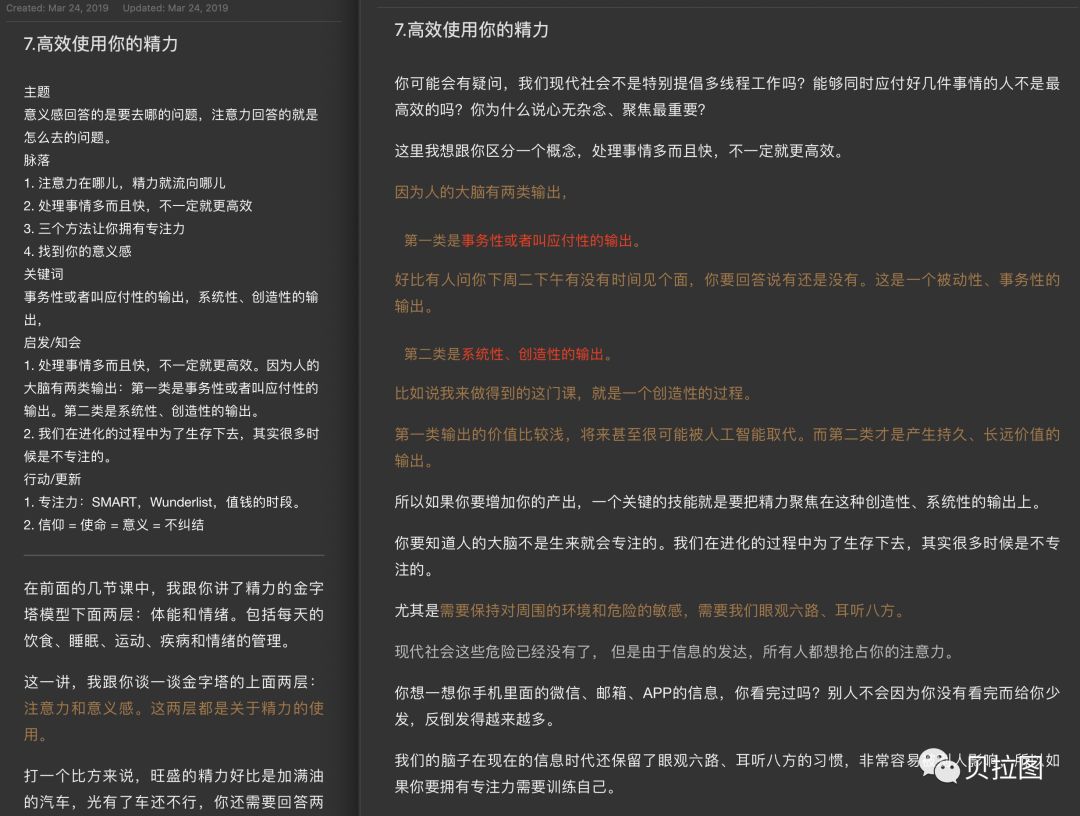 Created: Mar 24, 2019 Updated: Mar 24, 2019
7.高效使用你的精力
主题
意义感回答的是要去哪的问题，注意力回答的就是
怎么去的问题。
脉落
1. 注意力在哪儿，精力就流向哪儿
2. 处理事情多而且快，不一定就更高效
3. 三个方法让你拥有专注力
4. 找到你的意义感
关键词
事务性或者叫应付性的输出，系统性、创造性的输
出，
启发/知会
1. 处理事情多而且快，不一定就更高效。因为人的
大脑有两类输出：第一类是事务性或者叫应付性的
输出。第二类是系统性、创造性的输出。
2. 我们在进化的过程中为了生存下去，其实很多时
候是不专注的。
行动/更新
1. 专注力：SMART，Wunderlist，值钱的时段。
2. 信仰 = 使命 = 意义 = 不纠结
在前面的几节课中，我跟你讲了精力的金字
塔模型下面两层：体能和情绪。包括每天的
饮食、睡眠、运动、疾病和情绪的管理。
这一讲，我跟你谈一谈金字塔的上面两层：
注意力和意义感。这两层都是关于精力的使
用。
打一个比方来说，旺盛的精力好比是加满油
的汽车，光有了车还不行，你还需要回答两
7.高效使用你的精力
你可能会有疑问，我们现代社会不是特别提倡多线程工作吗？能够同时应付好几件事情的人不是最
高效的吗？你为什么说心无杂念、聚焦最重要？
这里我想跟你区分一个概念，处理事情多而且快，不一定就更高效。
因为人的大脑有两类输出，
第一类是事务性或者叫应付性的输出。
好比有人问你下周二下午有没有时间见个面，你要回答说有还是没有。这是一个被动性、事务性的
输出。
第二类是系统性、创造性的输出。
比如说我来做得到的这门课，就是一个创造性的过程。
第一类输出的价值比较浅，将来甚至很可能被人工智能取代。而第二类才是产生持久、长远价值的
输出。
所以如果你要增加你的产出，一个关键的技能就是要把精力聚焦在这种创造性、系统性的输出上。
你要知道人的大脑不是生来就会专注的。我们在进化的过程中为了生存下去，其实很多时候是不专
注的。
尤其是需要保持对周围的环境和危险的敏感，需要我们眼观六路、耳听八方。
现代社会这些危险已经没有了， 但是由于信息的发达，所有人都想抢占你的注意力。
你想一想你手机里面的微信、邮箱、APP的信息，你看完过吗？别人不会因为你没有看完而给你少
发，反倒发得越来越多。
我们的脑子在现在的信息时代还保留了眼观六路、耳听八方的习惯，非常容易 别人影响。所以如
果你要拥有专注力需要训练自己。
贝拉图